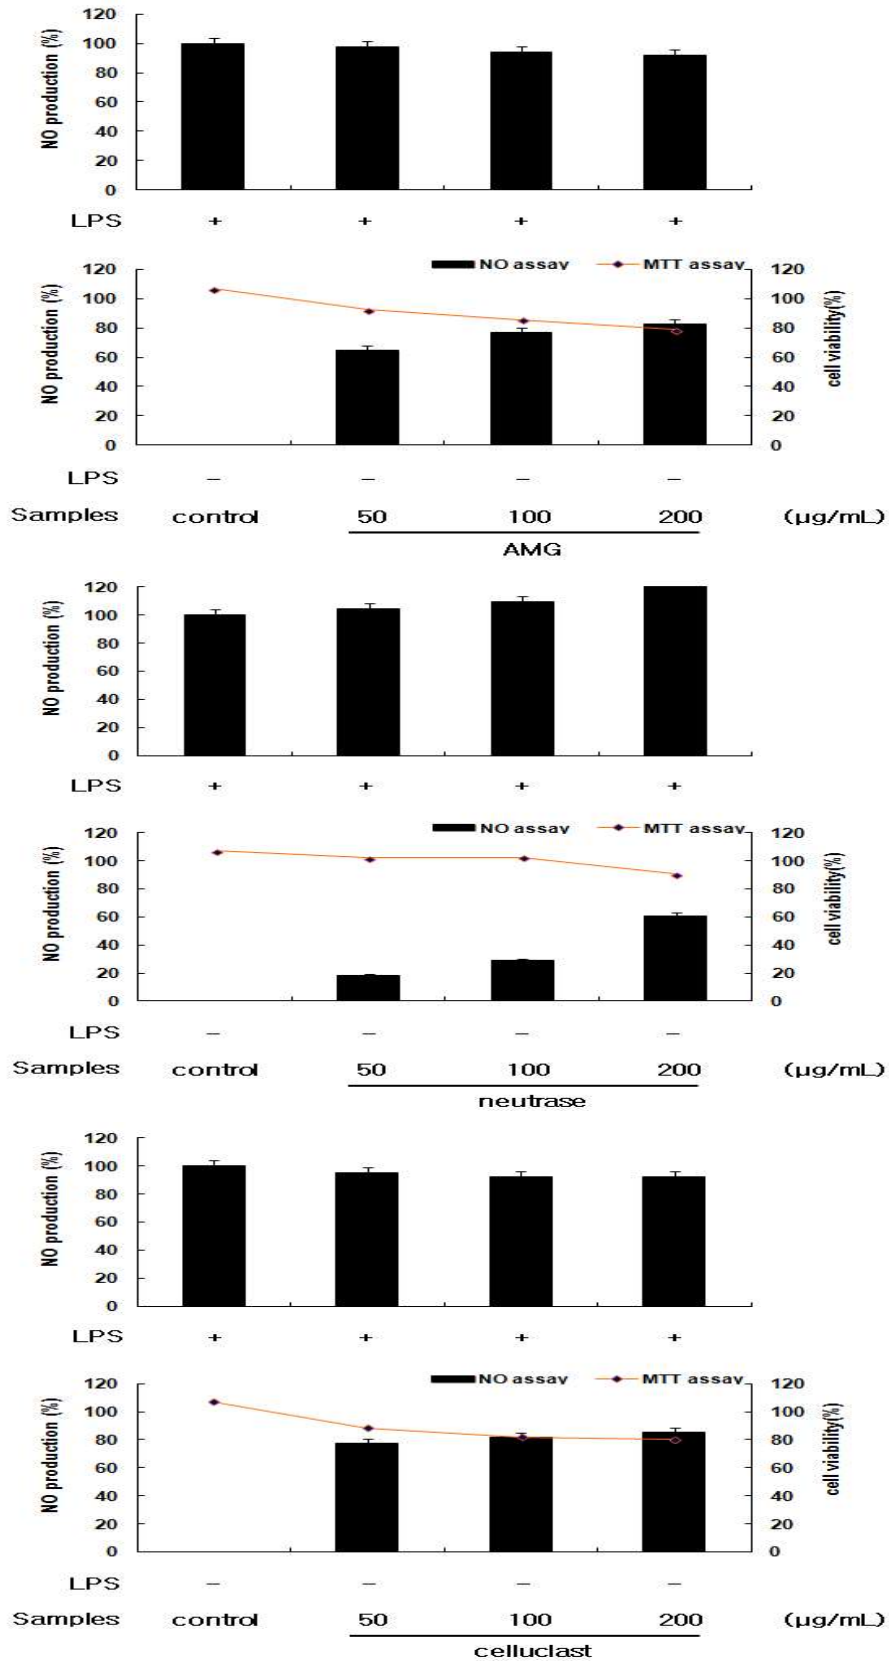 120
100
80
60
40
20
0
NO production (%)
LPS + + + +
NO assay MTT assay
120 120
100 100
80 80
60 60
40 40
20 20
0 0
NO production (%) cell viability(%)
LPS − − − −
Samples control 50 100 200 (µg/mL)
AMG
120
100
80
60
40
20
0
NO production (%)
LPS + + + +
NO assay MTT assay
120 120
100 100
80 80
60 60
40 40
20 20
0 0
NO production (%) cell viability(%)
LPS − − − −
Samples control 50 100 200 (µg/mL)
neutrase
120
100
80
60
40
20
0
NO production (%)
LPS + + + +
NO assay MTT assay
120 120
100 100
80 80
60 60
40 40
20 20
0 0
NO production (%) cell viability(%)
LPS − − − −
Samples control 50 100 200 (µg/mL)
celluclast